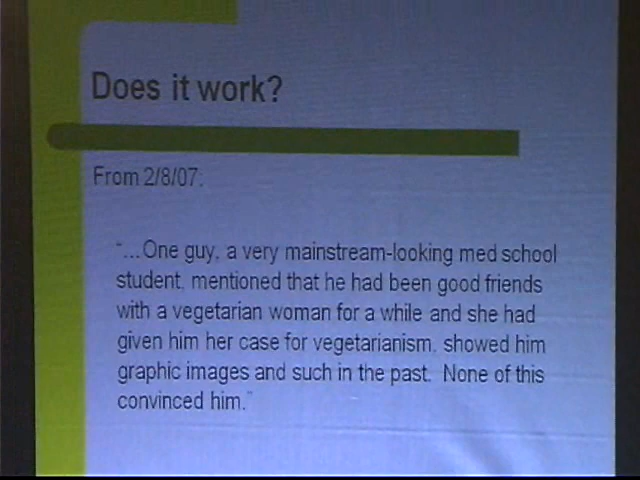 Does it work?
From 2/8/07:
"...One guy, a very mainstream-looking med school
student, mentioned that he had been good friends
with a vegetarian woman for a while and she had
given him her case for vegetarianism, showed him
graphic images and such in the past. None of this
convinced him."